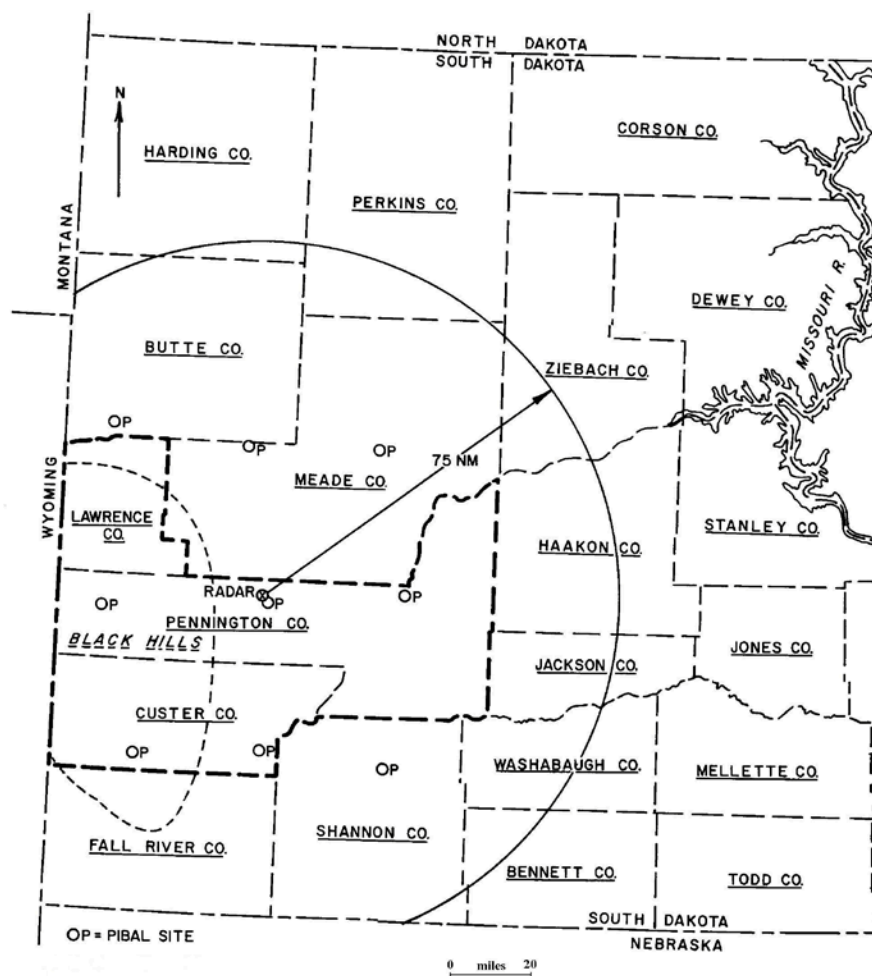 NORTH DAKOTA
SOUTH DAKOTA
N
CORSON CO.
HARDING CO.
PERKINS CO.
MONTANA
MISSOURI R.
DEWEY CO.
BUTTE CO.
ZIEBACH CO.
OP
OP
OP
75 NM
MEADE CO.
WYOMING
LAWRENCE
CO.
STANLEY CO.
HAAKON CO.
RADAR
OP
OP
OP
PENNINGTON CO.
BLACK HILLS
JONES CO.
JACKSON CO.
CUSTER CO.
OP
OP
OP
WASHABAUGH CO.
MELLETTE CO.
SHANNON CO.
FALL RIVER CO.
BENNETT CO.
TODD CO.
SOUTH DAKOTA
NEBRASKA
OP = PIBAL SITE
0 miles 20